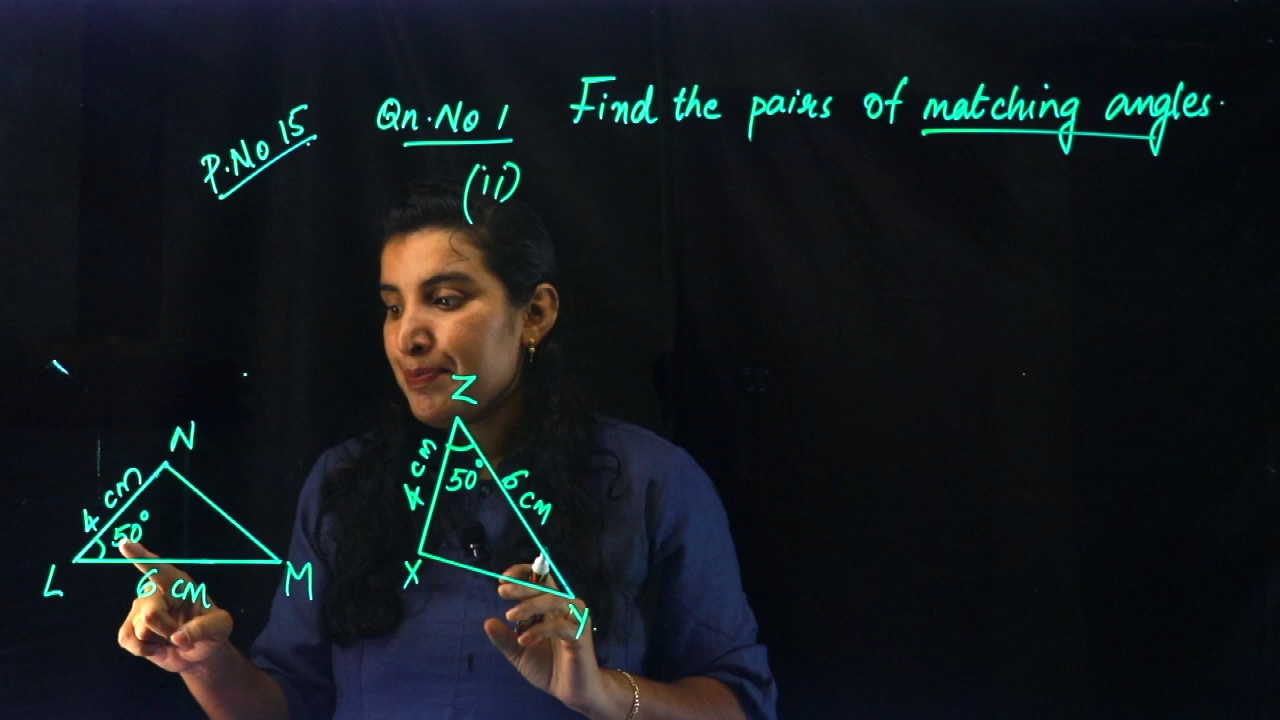 P.No 15
Qn.No 1
Find the pairs of matching angles.
(ii)
N
4 cm
50°
L
6 cm
M
Z
4 cm
50°
6 cm
X
Y